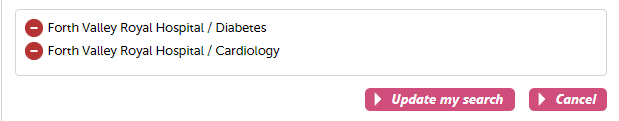 Forth Valley Royal Hospital / Diabetes
Forth Valley Royal Hospital / Cardiology
Update my search Cancel